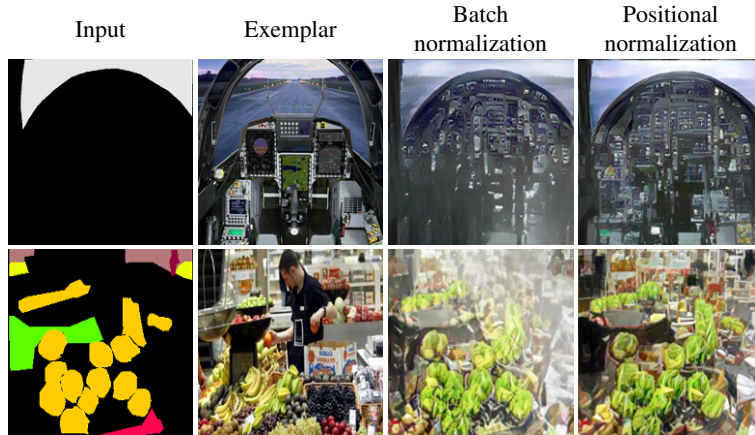 Input
Exemplar
Batch
normalization
Positional
normalization